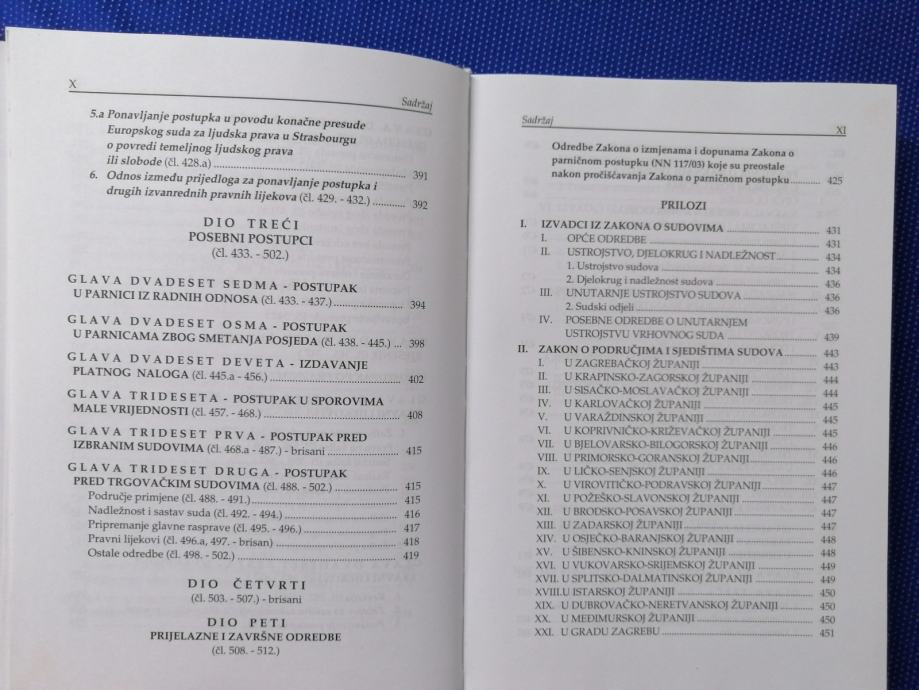 X
Sadržaj
5.a Ponavljanje postupka u povodu konačne presude
Europskog suda za ljudska prava u Strasbourgu
o povredi temeljnog ljudskog prava
ili slobode (čl. 428.a) ........ 391
6. Odnos između prijedloga za ponavljanje postupka i
drugih izvanrednih pravnih lijekova (čl. 429. - 432.) ........ 392
DIO TREĆI
POSEBNI POSTUPCI
(čl. 433. - 502.)
GLAVA DVADESET SEDMA - POSTUPAK
U PARNICI IZ RADNIH ODNOSA (čl. 433. - 437.) ........ 394
GLAVA DVADESET OSMA - POSTUPAK
U PARNICAMA ZBOG SMETANJA POSJEDA (čl. 438. - 445.) ... 398
GLAVA DVADESET DEVETA - IZDAVANJE
PLATNOG NALOGA (čl. 445.a - 456.) ........ 402
GLAVA TRIDESETA - POSTUPAK U SPOROVIMA
MALE VRIJEDNOSTI (čl. 457. - 468.) ........ 408
GLAVA TRIDESET PRVA - POSTUPAK PRED
IZBRANIM SUDOVIMA (čl. 468.a - 487.) - brisani ........ 415
GLAVA TRIDESET DRUGA - POSTUPAK
PRED TRGOVAČKIM SUDOVIMA (čl. 488. - 502.) ........ 415
Područje primjene (čl. 488. - 491.) ........ 415
Nadležnost i sastav suda (čl. 492. - 494.) ........ 416
Pripremanje glavne rasprave (čl. 495. - 496.) ........ 417
Pravni lijekovi (čl. 496.a, 497. - brisan) ........ 418
Ostale odredbe (čl. 498. - 502.) ........ 419
DIO ČETVRTI
(čl. 503. - 507.) - brisani
DIO PETI
PRIJELAZNE I ZAVRŠNE ODREDBE
(čl. 508. - 512.)
Sadržaj
XI
Odredbe Zakona o izmjenama i dopunama Zakona o
parničnom postupku (NN 117/03) koje su preostale
nakon pročišćavanja Zakona o parničnom postupku ........ 425
PRILOZI
I. IZVADCI IZ ZAKONA O SUDOVIMA ........ 431
I. OPĆE ODREDBE ........ 431
II. USTROJSTVO, DJELOKRUG I NADLEŽNOST ........ 434
1. Ustrojstvo sudova ........ 434
2. Djelokrug i nadležnost sudova ........ 436
III. UNUTARNJE USTROJSTVO SUDOVA ........ 436
2. Sudski odjeli ........ 436
IV. POSEBNE ODREDBE O UNUTARNJEM
USTROJSTVU VRHOVNOG SUDA ........ 439
II. ZAKON O PODRUČJIMA I SJEDIŠTIMA SUDOVA ........ 443
I. U ZAGREBAČKOJ ŽUPANIJI ........ 443
II. U KRAPINSKO-ZAGORSKOJ ŽUPANIJI ........ 444
III. U SISAČKO-MOSLAVAČKOJ ŽUPANIJI ........ 444
IV. U KARLOVAČKOJ ŽUPANIJI ........ 445
V. U VARAŽDINSKOJ ŽUPANIJI ........ 445
VI. U KOPRIVNIČKO-KRIŽEVAČKOJ ŽUPANIJI ........ 445
VII. U BJELOVARSKO-BILOGORSKOJ ŽUPANIJI ........ 446
VIII. U PRIMORSKO-GORANSKOJ ŽUPANIJI ........ 446
IX. U LIČKO-SENJSKOJ ŽUPANIJI ........ 446
X. U VIROVITIČKO-PODRAVSKOJ ŽUPANIJI ........ 447
XI. U POŽEŠKO-SLAVONSKOJ ŽUPANIJI ........ 447
XII. U BRODSKO-POSAVSKOJ ŽUPANIJI ........ 447
XIII. U ZADARSKOJ ŽUPANIJI ........ 447
XIV. U OSJEČKO-BARANJSKOJ ŽUPANIJI ........ 448
XV. U ŠIBENSKO-KNINSKOJ ŽUPANIJI ........ 448
XVI. U VUKOVARSKO-SRIJEMSKOJ ŽUPANIJI ........ 449
XVII. U SPLITSKO-DALMATINSKOJ ŽUPANIJI ........ 449
XVIII. U ISTARSKOJ ŽUPANIJI ........ 450
XIX. U DUBROVAČKO-NERETVANSKOJ ŽUPANIJI ........ 450
XX. U MEĐIMURSKOJ ŽUPANIJI ........ 450
XXI. U GRADU ZAGREBU ........ 451